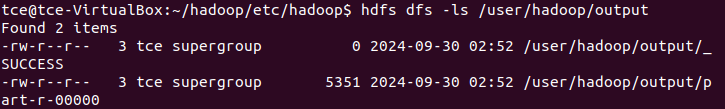 tce@tce-VirtualBox:~/hadoop/etc/hadoop$ hdfs dfs -ls /user/hadoop/output
Found 2 items
-rw-r--r--   3 tce supergroup          0 2024-09-30 02:52 /user/hadoop/output/_
SUCCESS
-rw-r--r--   3 tce supergroup       5351 2024-09-30 02:52 /user/hadoop/output/p
art-r-00000